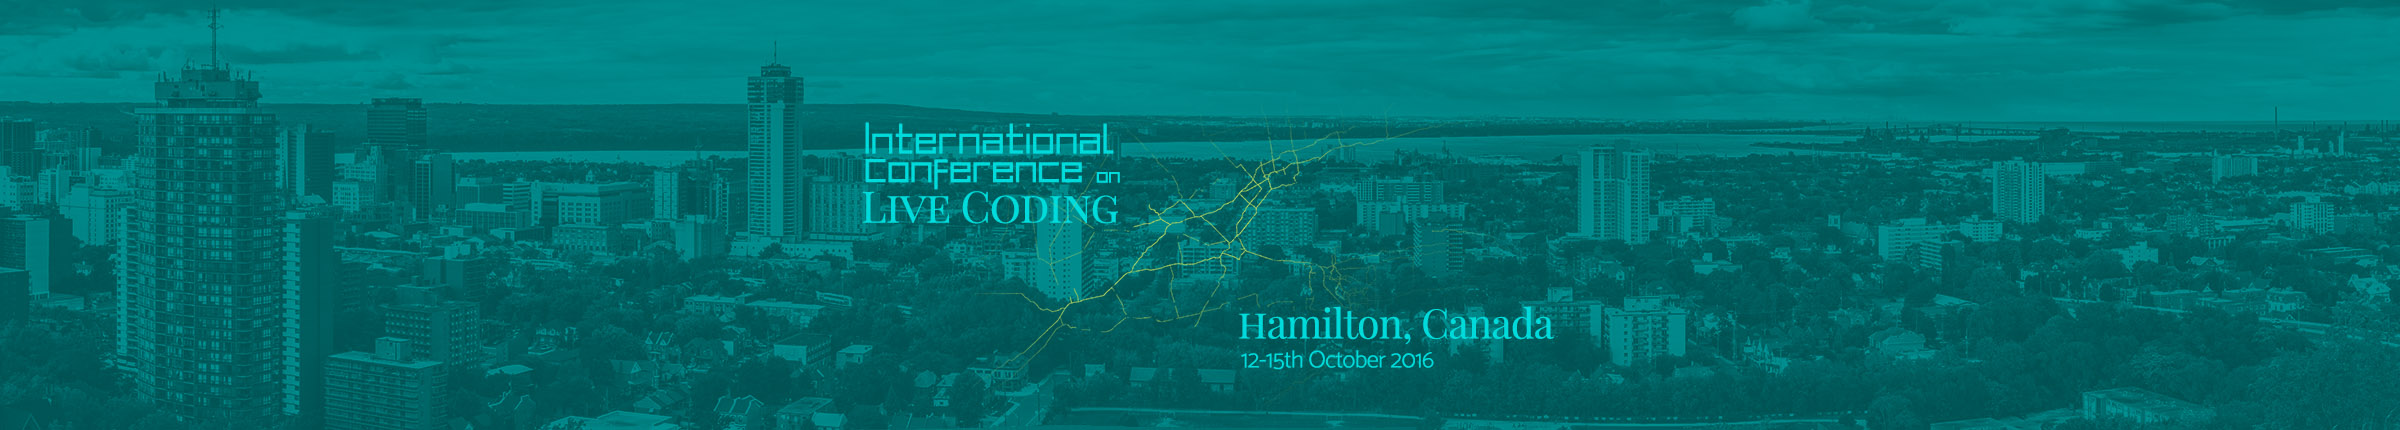 International
Conference on
LIVE CODING
Hamilton, Canada
12-15th October 2016